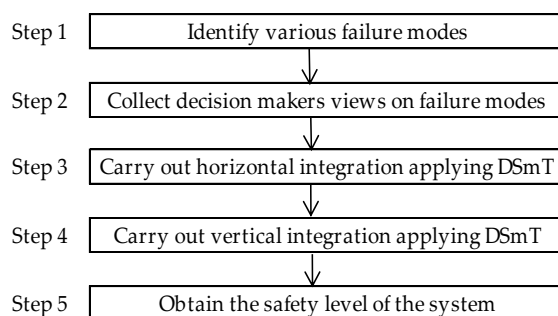 Step 1 Identify various failure modes
Step 2 Collect decision makers views on failure modes
Step 3 Carry out horizontal integration applying DSmT
Step 4 Carry out vertical integration applying DSmT
Step 5 Obtain the safety level of the system